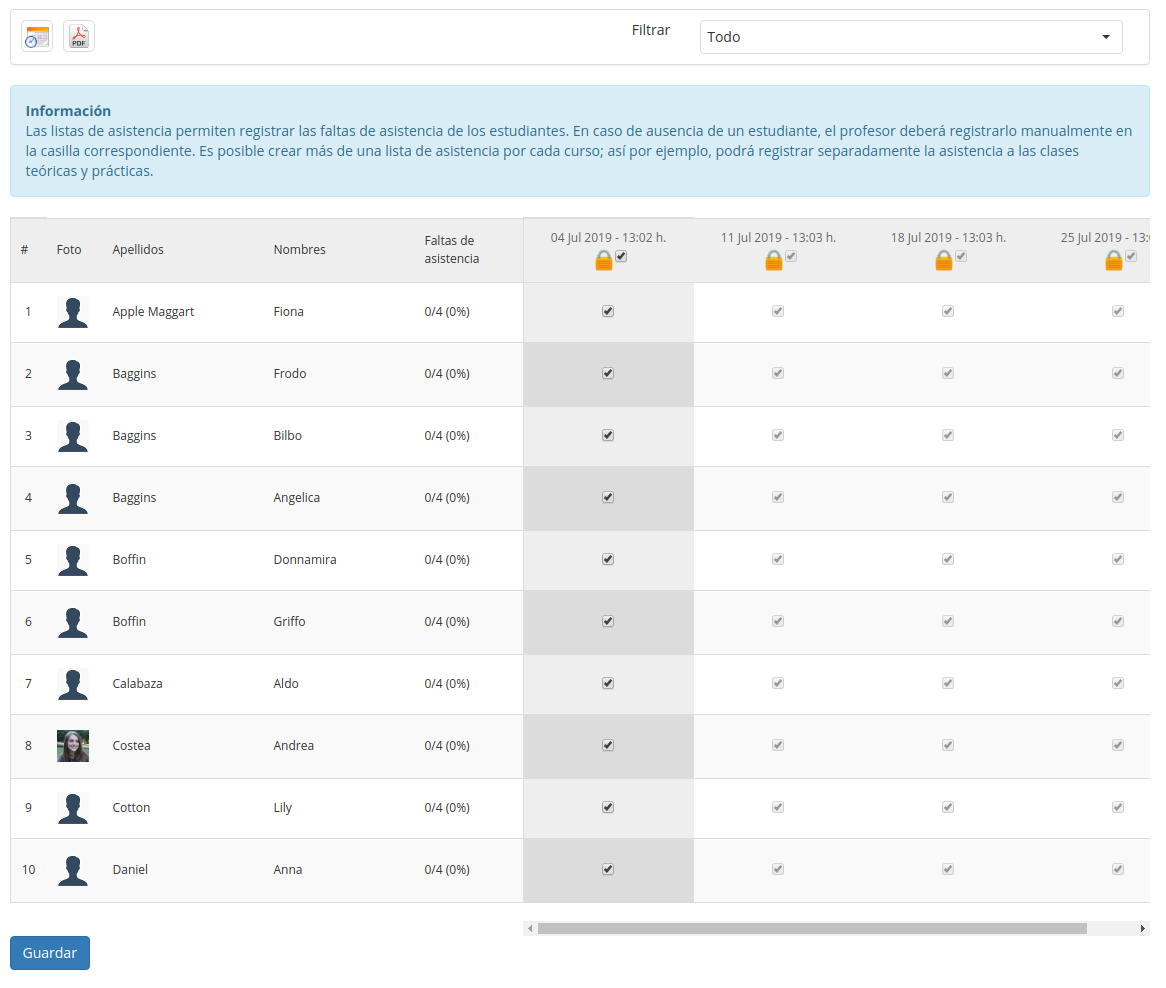 PDF
Filtrar
Todo
Información
Las listas de asistencia permiten registrar las faltas de asistencia de los estudiantes. En caso de ausencia de un estudiante, el profesor deberá registrarlo manualmente en
la casilla correspondiente. Es posible crear más de una lista de asistencia por cada curso; así por ejemplo, podrá registrar separadamente la asistencia a las clases
teóricas y prácticas.
# Foto Apellidos Nombres Faltas de asistencia 04 Jul 2019 - 13:02 h. 11 Jul 2019 - 13:03 h. 18 Jul 2019 - 13:03 h. 25 Jul 2019 - 13:
1 Apple Maggart Fiona 0/4 (0%)
2 Baggins Frodo 0/4 (0%)
3 Baggins Bilbo 0/4 (0%)
4 Baggins Angelica 0/4 (0%)
5 Boffin Donnamira 0/4 (0%)
6 Boffin Griffo 0/4 (0%)
7 Calabaza Aldo 0/4 (0%)
8 Costea Andrea 0/4 (0%)
9 Cotton Lily 0/4 (0%)
10 Daniel Anna 0/4 (0%)
Guardar